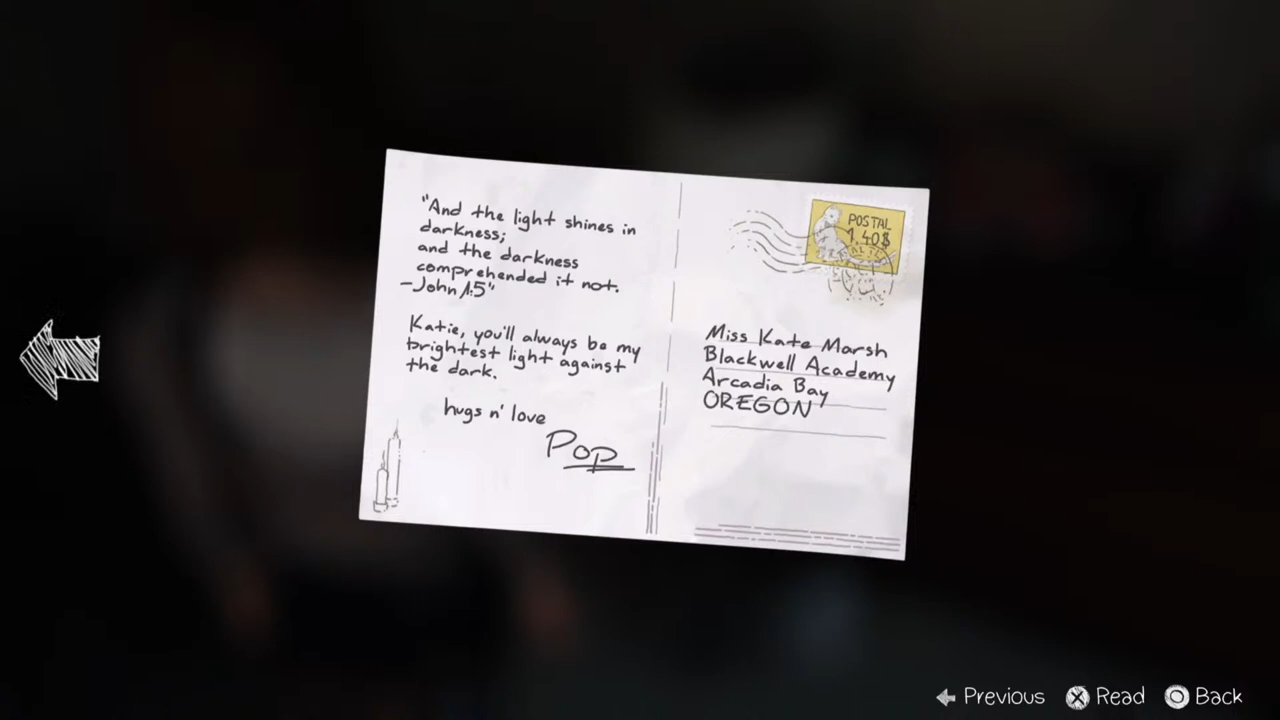 "And the light shines in
darkness;
and the darkness
comprehended it not.
-John 1:5"
Katie, you'll always be my
brightest light against
the dark.
hugs n' love
Pop
POSTAL
1,40$
Miss Kate Marsh
Blackwell Academy
Arcadia Bay
OREGON
Previous
Read
Back